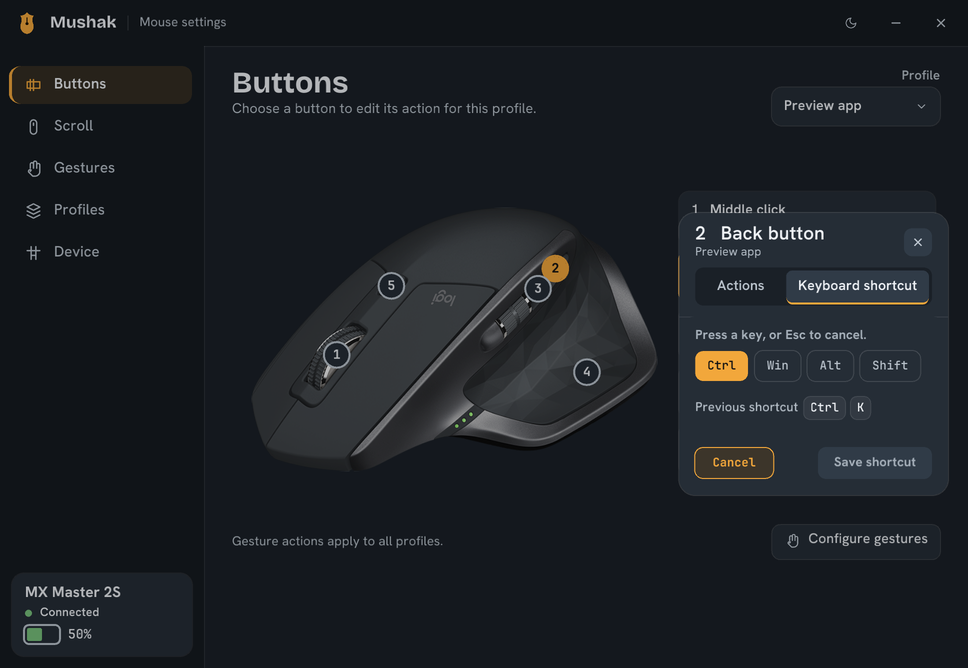 Mushak
Mouse settings
Buttons
Scroll
Gestures
Profiles
Device
MX Master 2S
Connected
50%
Buttons
Choose a button to edit its action for this profile.
Profile
Preview app
logi
5
1
2
3
4
1 Middle click
2 Back button
Preview app
Actions
Keyboard shortcut
Press a key, or Esc to cancel.
Ctrl Win Alt Shift
Previous shortcut Ctrl K
Cancel
Save shortcut
Gesture actions apply to all profiles.
Configure gestures